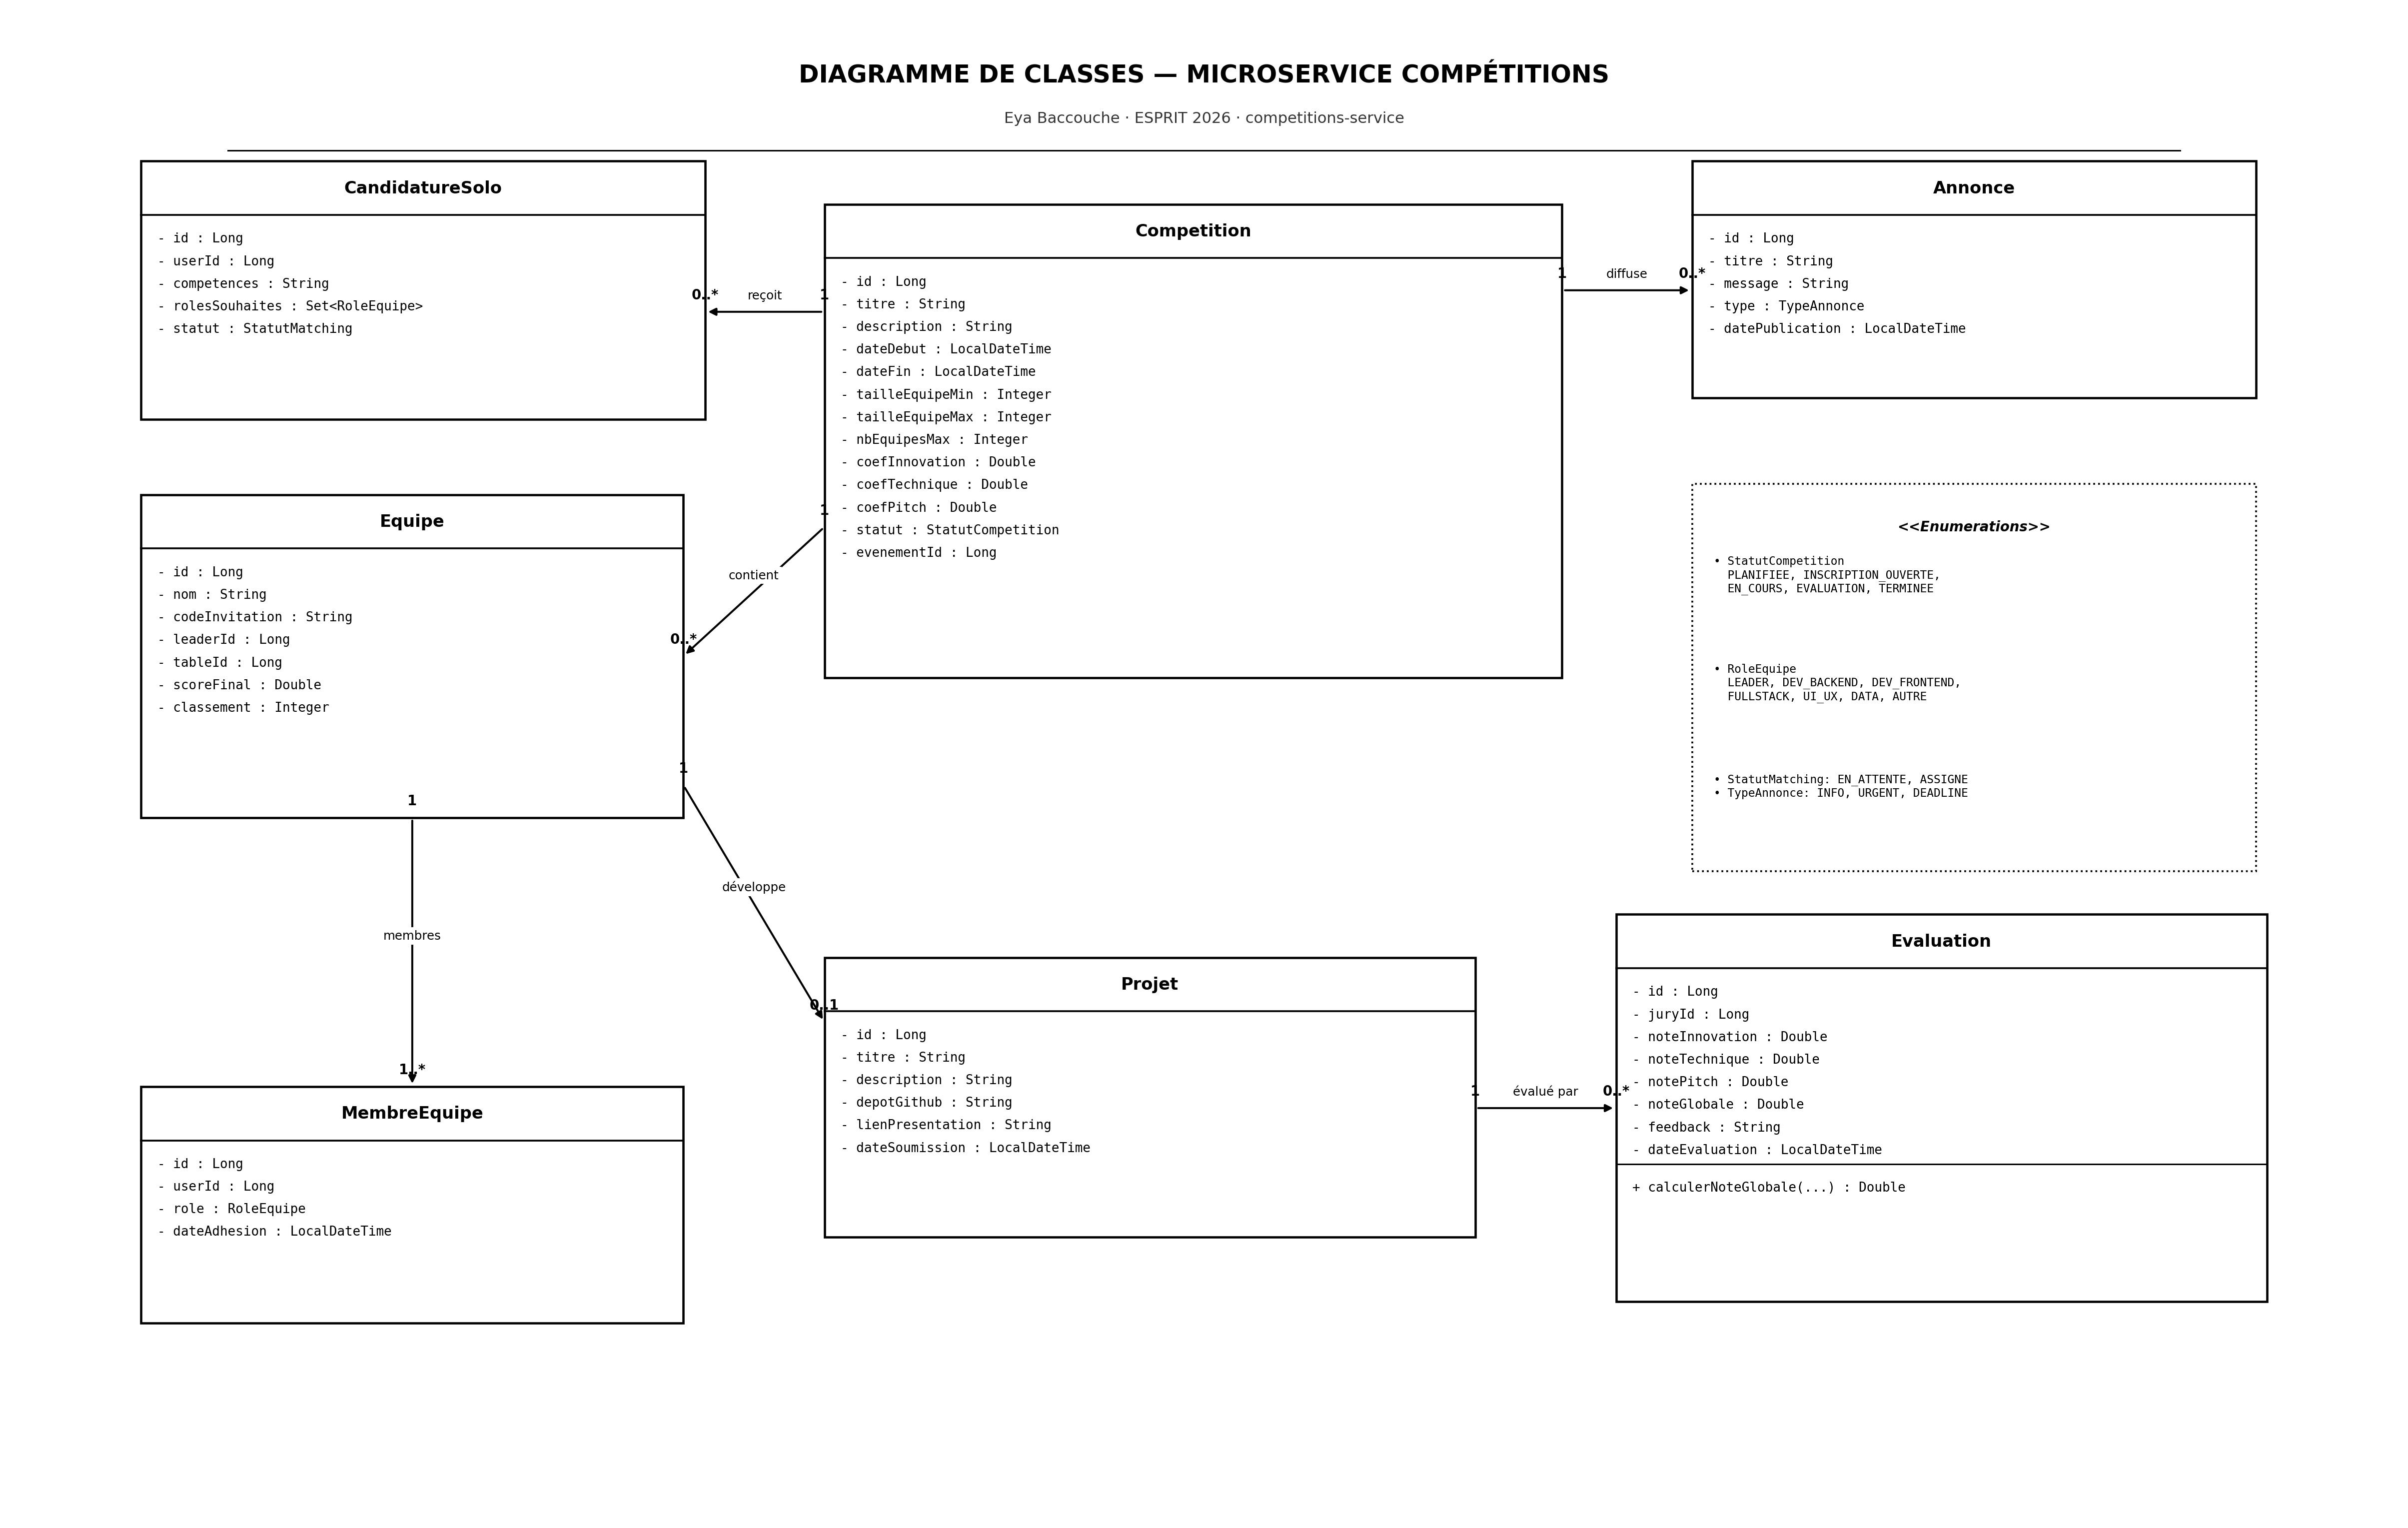 DIAGRAMME DE CLASSES — MICROSERVICE COMPÉTITIONS
Eya Baccouche · ESPRIT 2026 · competitions-service
CandidatureSolo
- id : Long
- userId : Long
- competences : String
- rolesSouhaites : Set<RoleEquipe>
- statut : StatutMatching
0..*
reçoit
1
Competition
- id : Long
- titre : String
- description : String
- dateDebut : LocalDateTime
- dateFin : LocalDateTime
- tailleEquipeMin : Integer
- tailleEquipeMax : Integer
- nbEquipesMax : Integer
- coefInnovation : Double
- coefTechnique : Double
- coefPitch : Double
- statut : StatutCompetition
- evenementId : Long
1
diffuse
0..*
Annonce
- id : Long
- titre : String
- message : String
- type : TypeAnnonce
- datePublication : LocalDateTime
1
contient
0..*
Equipe
- id : Long
- nom : String
- codeInvitation : String
- leaderId : Long
- tableId : Long
- scoreFinal : Double
- classement : Integer
<<Enumerations>>
• StatutCompetition
PLANIFIEE, INSCRIPTION_OUVERTE,
EN_COURS, EVALUATION, TERMINEE
• RoleEquipe
LEADER, DEV_BACKEND, DEV_FRONTEND,
FULLSTACK, UI_UX, DATA, AUTRE
• StatutMatching: EN_ATTENTE, ASSIGNE
• TypeAnnonce: INFO, URGENT, DEADLINE
1
développe
0..1
1
membres
1..*
MembreEquipe
- id : Long
- userId : Long
- role : RoleEquipe
- dateAdhesion : LocalDateTime
Projet
- id : Long
- titre : String
- description : String
- depotGithub : String
- lienPresentation : String
- dateSoumission : LocalDateTime
1
évalué par
0..*
Evaluation
- id : Long
- juryId : Long
- noteInnovation : Double
- noteTechnique : Double
- notePitch : Double
- noteGlobale : Double
- feedback : String
- dateEvaluation : LocalDateTime
+ calculerNoteGlobale(...) : Double